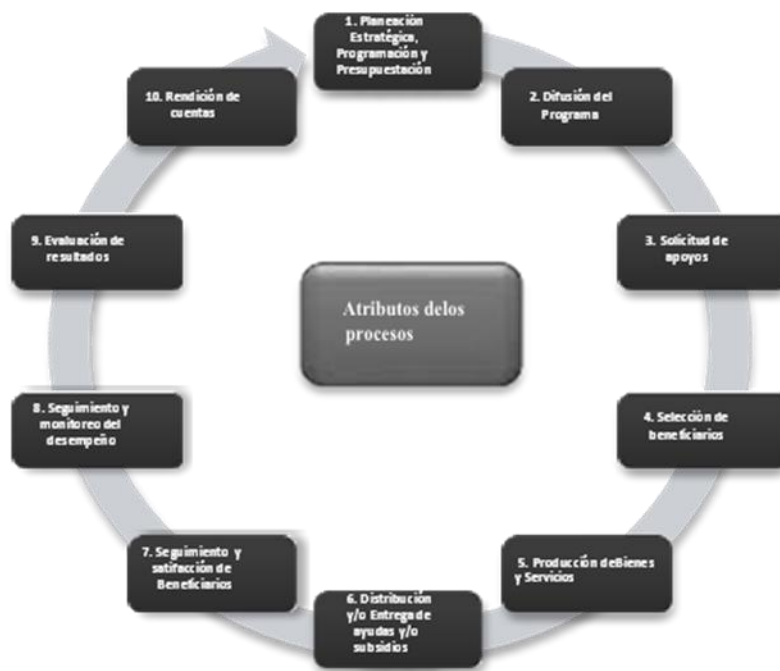 1. Planeación
Estratégica,
Programación y
Presupuestación
2. Difusión del
Programa
3. Solicitud de
apoyos
4. Selección de
beneficiarios
5. Producción deBienes
y Servicios
6. Distribución
y/o Entrega de
ayudas y/o
subsidios
7. Seguimiento y
satifacción de
Beneficiarios
8. Seguimiento y
monitoreo del
desempeño
9. Evaluación de
resultados
10. Rendición de
cuentas
Atributos delos
procesos